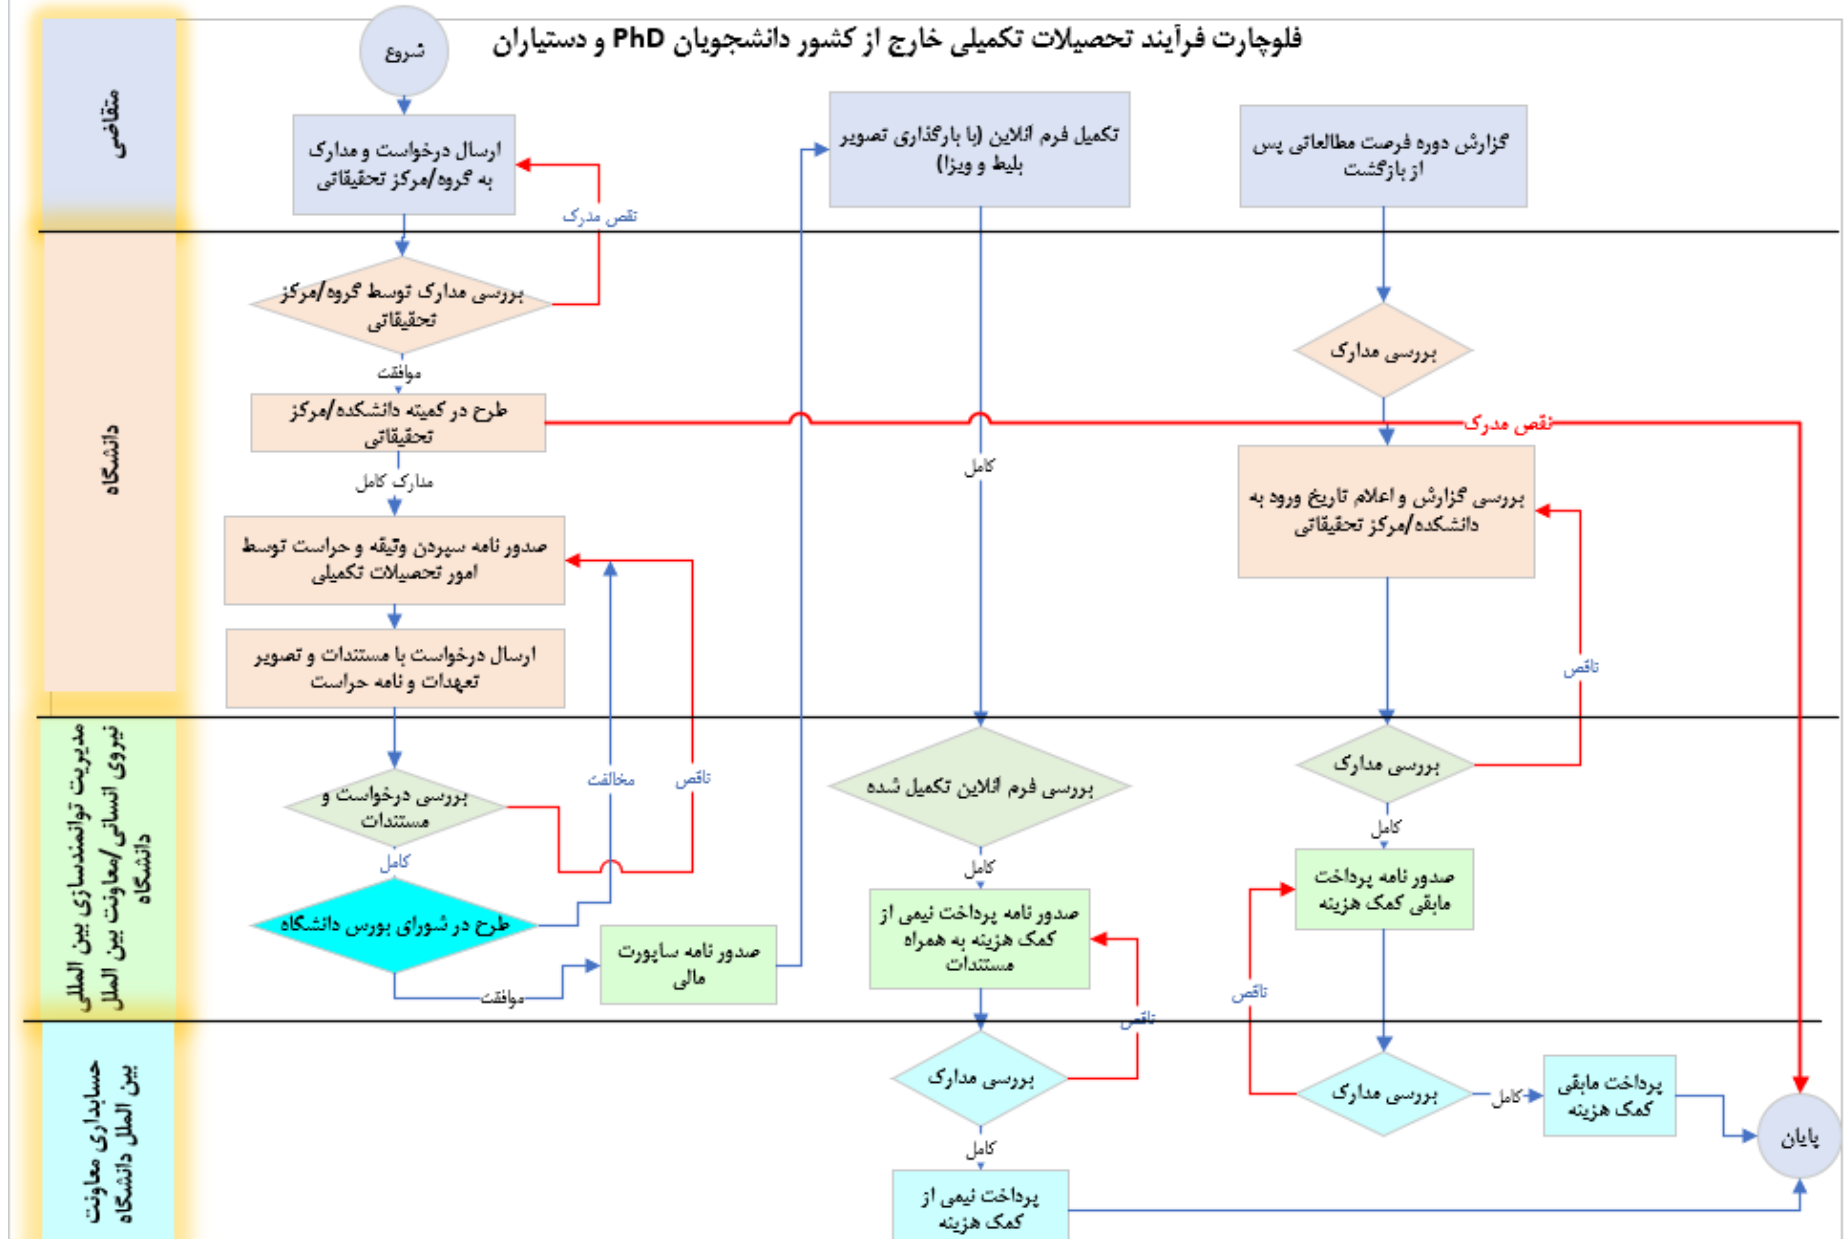 فلوچارت فرآیند تحصیلات تکمیلی خارج از کشور دانشجویان PhD و دستیاران
متقاضی
شروع
ارسال درخواست و مدارک
به گروه/مرکز تحقیقاتی
نقص مدرک
تکمیل فرم آنلاین (با بارگذاری تصویر
بلیط و ویزا)
گزارش دوره فرصت مطالعاتی پس
از بازگشت
دانشگاه
بررسی مدارک توسط گروه/مرکز
تحقیقاتی
موافقت
طرح در کمیته دانشکده/مرکز
تحقیقاتی
نقص مدرک
مدارک کامل
صدور نامه سپردن وثیقه و حراست توسط
امور تحصیلات تکمیلی
ارسال درخواست با مستندات و تصویر
تعهدات و نامه حراست
کامل
بررسی مدارک
بررسی گزارش و اعلام تاریخ ورود به
دانشکده/مرکز تحقیقاتی
ناقص
مدیریت توانمندسازی بین المللی
نیروی انسانی/معاونت بین الملل
دانشگاه
بررسی درخواست و
مستندات
مخالفت
ناقص
کامل
طرح در شورای بورس دانشگاه
موافقت
صدور نامه ساپورت
مالی
بررسی فرم آنلاین تکمیل شده
کامل
صدور نامه پرداخت نیمی از
کمک هزینه به همراه
مستندات
ناقص
بررسی مدارک
کامل
صدور نامه پرداخت
مابقی کمک هزینه
ناقص
حسابداری معاونت
بین الملل دانشگاه
بررسی مدارک
کامل
پرداخت نیمی از
کمک هزینه
بررسی مدارک
کامل
پرداخت مابقی
کمک هزینه
پایان